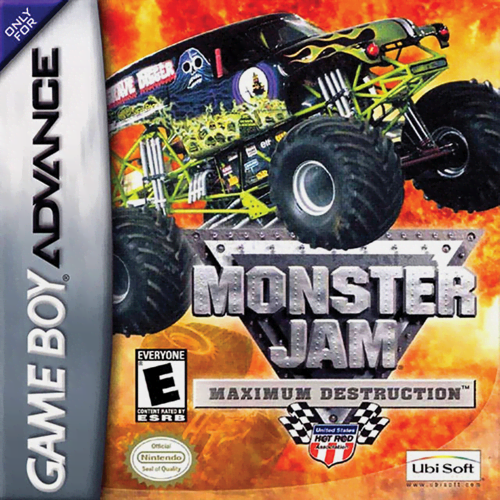 ONLY
FOR
GAME BOY ADVANCE
GRAVE DIGGER
MONSTER
JAM
MAXIMUM DESTRUCTION™
EVERYONE
E
CONTENT RATED BY
ESRB
Official
Nintendo
Seal of Quality
United States
HOT ROD
ASSOCIATION
Ubi Soft